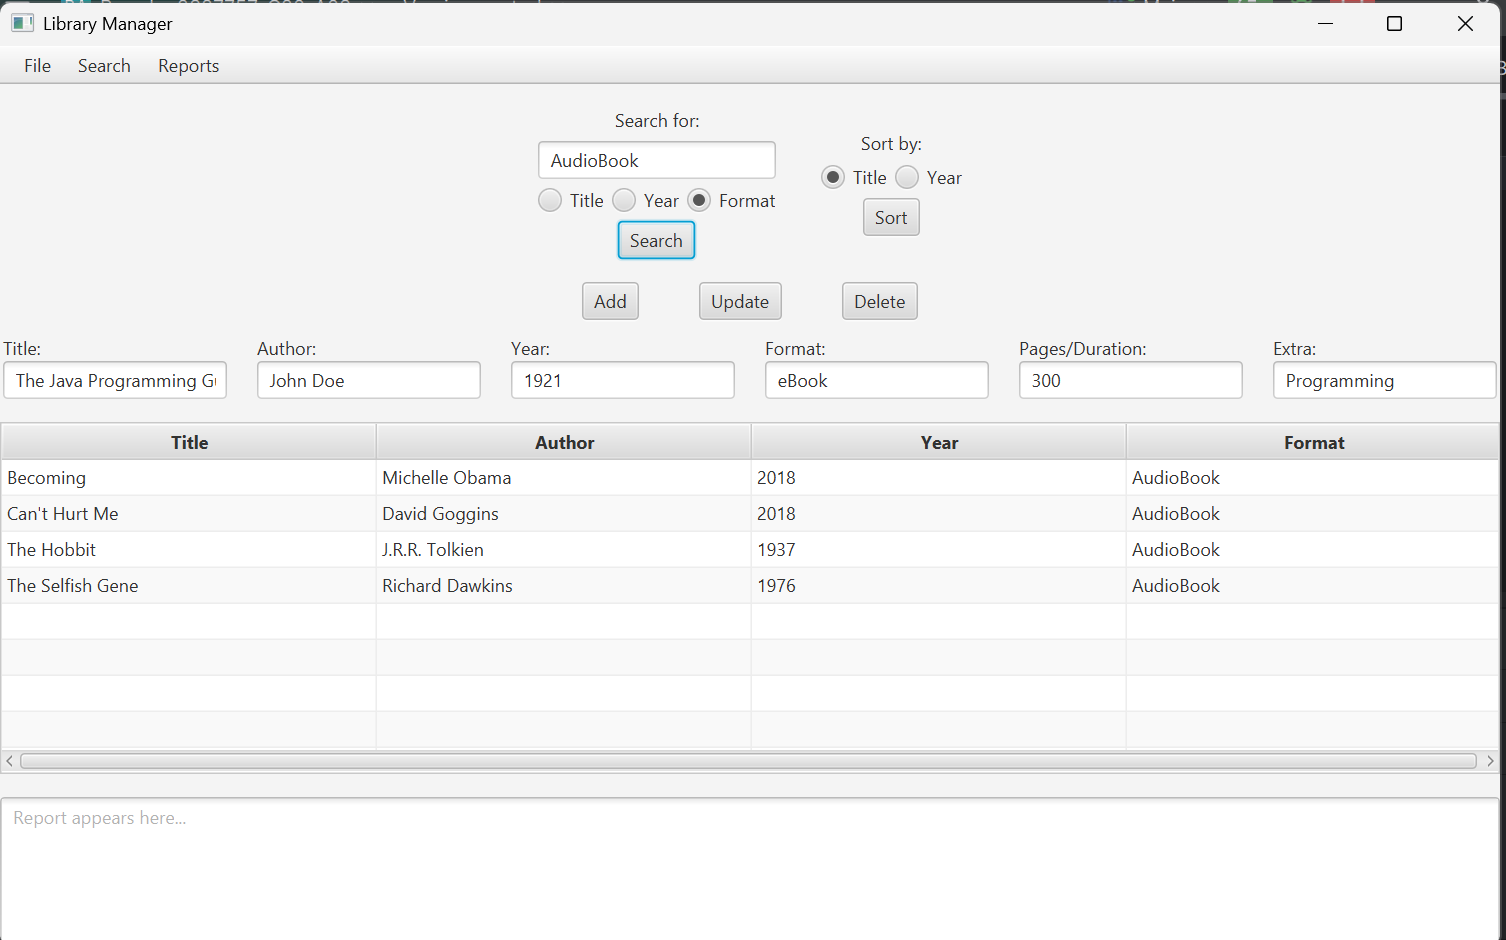 Library Manager
File Search Reports
Search for:
AudioBook
Title Year Format
Search
Sort by:
Title Year
Sort
Add Update Delete
Title: Author: Year: Format: Pages/Duration: Extra:
The Java Programming G John Doe 1921 eBook 300 Programming
Title Author Year Format
Becoming Michelle Obama 2018 AudioBook
Can't Hurt Me David Goggins 2018 AudioBook
The Hobbit J.R.R. Tolkien 1937 AudioBook
The Selfish Gene Richard Dawkins 1976 AudioBook
Report appears here...